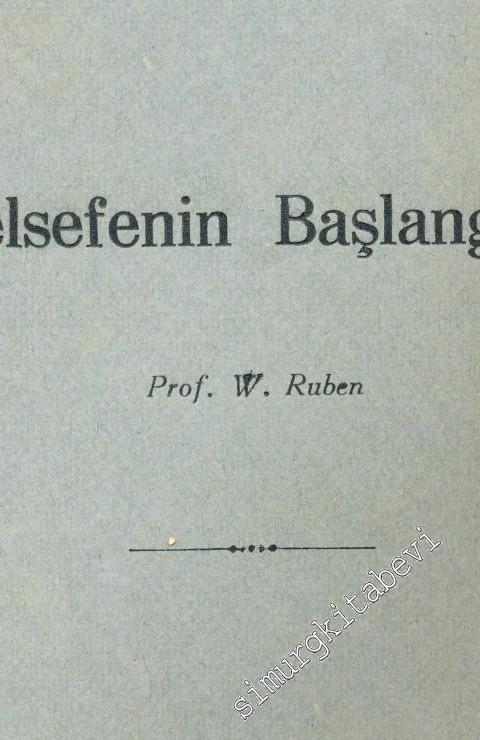 elsefenin Başlang
Prof. W. Ruben
simurgkitabevi